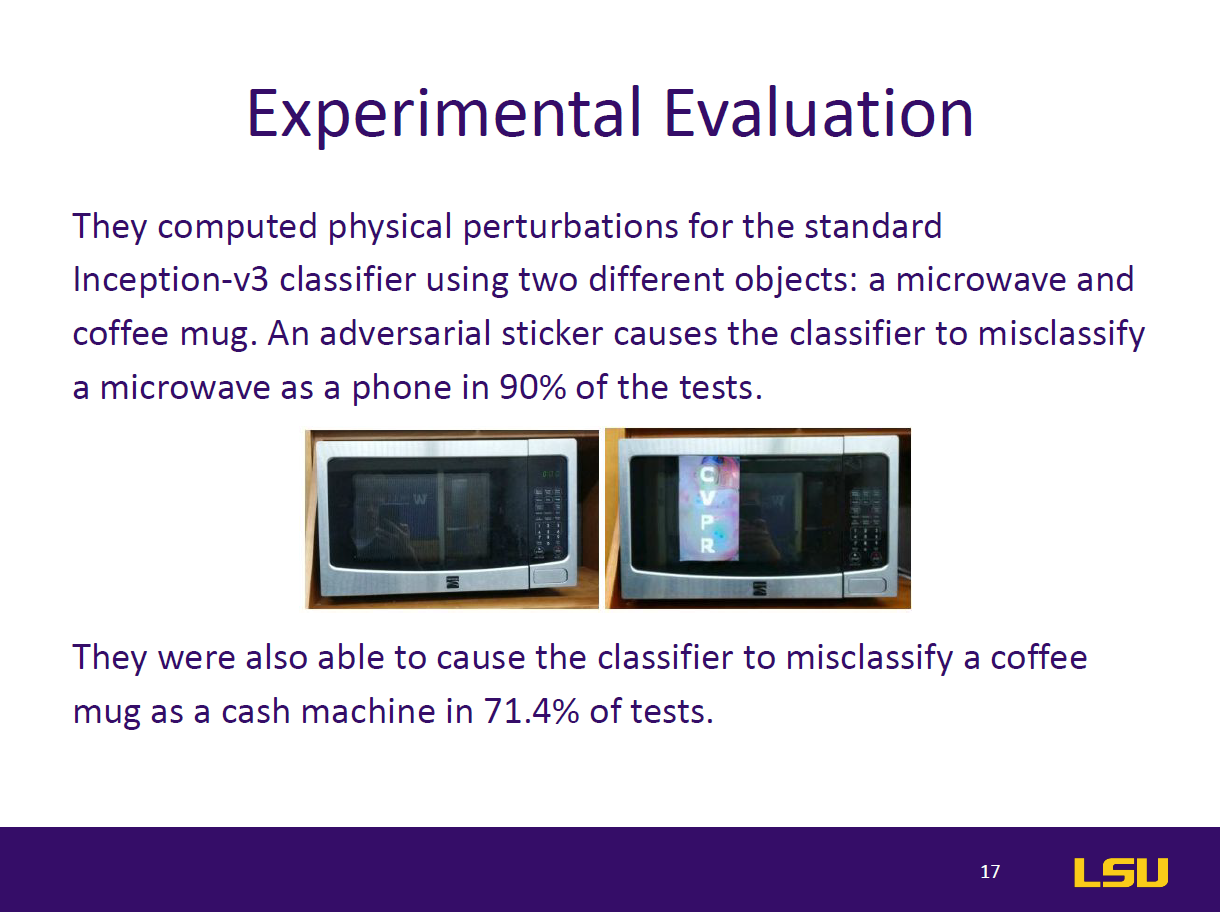 Experimental Evaluation
They computed physical perturbations for the standard
Inception-v3 classifier using two different objects: a microwave and
coffee mug. An adversarial sticker causes the classifier to misclassify
a microwave as a phone in 90% of the tests.
W
C
V
P
R
They were also able to cause the classifier to misclassify a coffee
mug as a cash machine in 71.4% of tests.
17
LSU